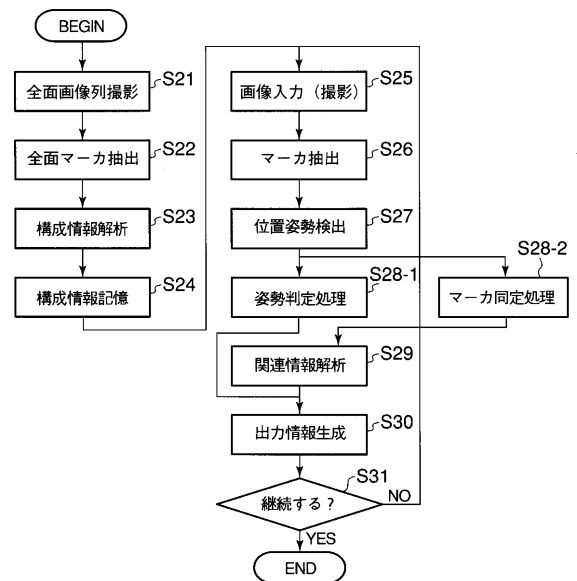 BEGIN
全面画像列撮影
S21
全面マーカ抽出
S22
構成情報解析
S23
構成情報記憶
S24
画像入力（撮影）
S25
マーカ抽出
S26
位置姿勢検出
S27
姿勢判定処理
S28-1
マーカ同定処理
S28-2
関連情報解析
S29
出力情報生成
S30
継続する？
S31
NO
YES
END